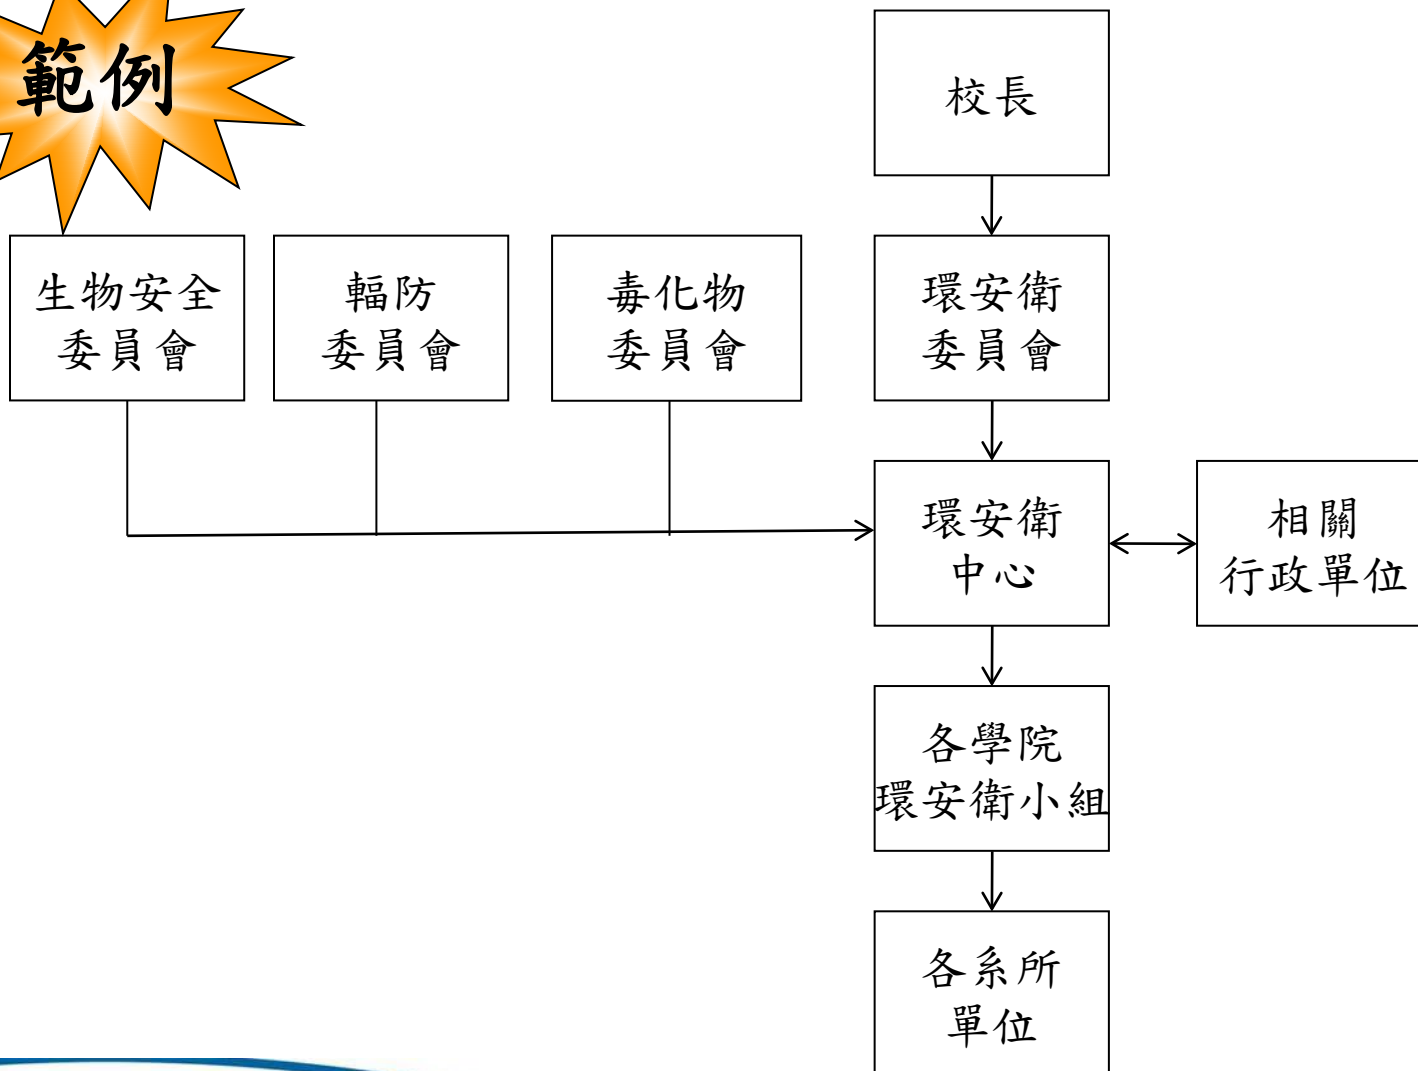 範例
校長
生物安全
委員會
輻防
委員會
毒化物
委員會
環安衛
委員會
環安衛
中心
相關
行政單位
各學院
環安衛小組
各系所
單位